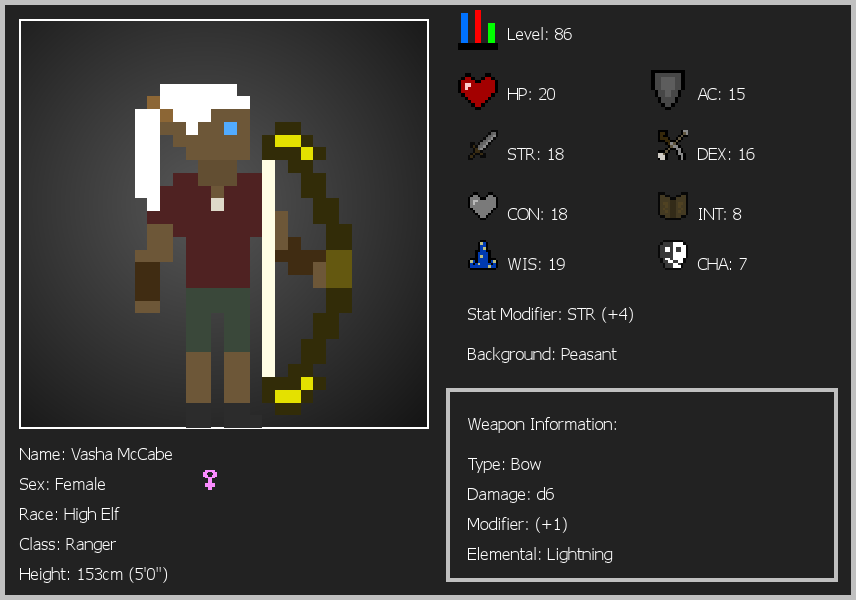 Level: 86
HP: 20
AC: 15
STR: 18
DEX: 16
CON: 18
INT: 8
WIS: 19
CHA: 7
Stat Modifier: STR (+4)
Background: Peasant
Weapon Information:
Type: Bow
Damage: d6
Modifier: (+1)
Elemental: Lightning
Name: Vasha McCabe
Sex: Female
Race: High Elf
Class: Ranger
Height: 153cm (5'0")